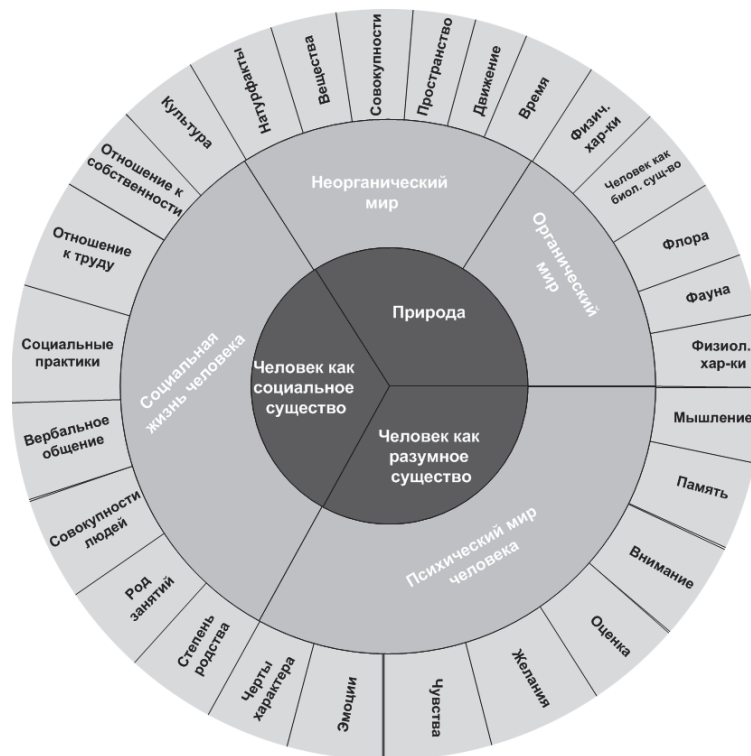 Природа
Человек как
разумное
существо
Человек как
социальное
существо
Неорганический
мир
Органический
мир
Психический мир
человека
Социальная
жизнь человека
Натурфакты
Вещества
Совокупности
Пространство
Движение
Время
Физич.
хар-ки
Человек как
биол. сущ-во
Флора
Фауна
Физиол.
хар-ки
Мышление
Память
Внимание
Оценка
Желания
Чувства
Эмоции
Черты
характера
Степень
родства
Род
занятий
Совокупности
людей
Вербальное
общение
Социальные
практики
Отношение
к труду
Отношение к
собственности
Культура